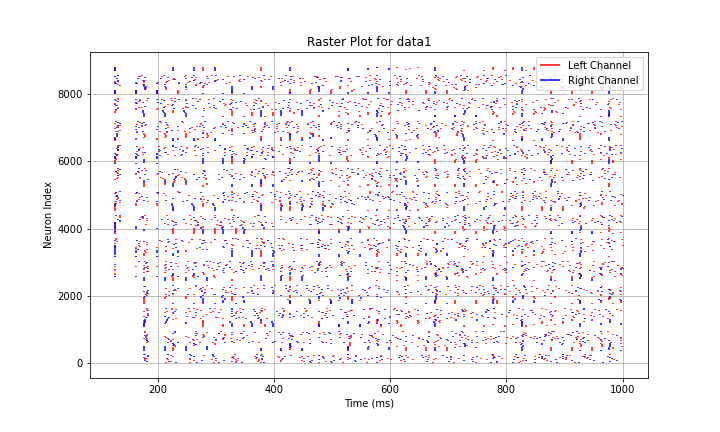 Raster Plot for data1
Left Channel
Right Channel
Neuron Index
8000
6000
4000
2000
0
200
400
600
800
1000
Time (ms)